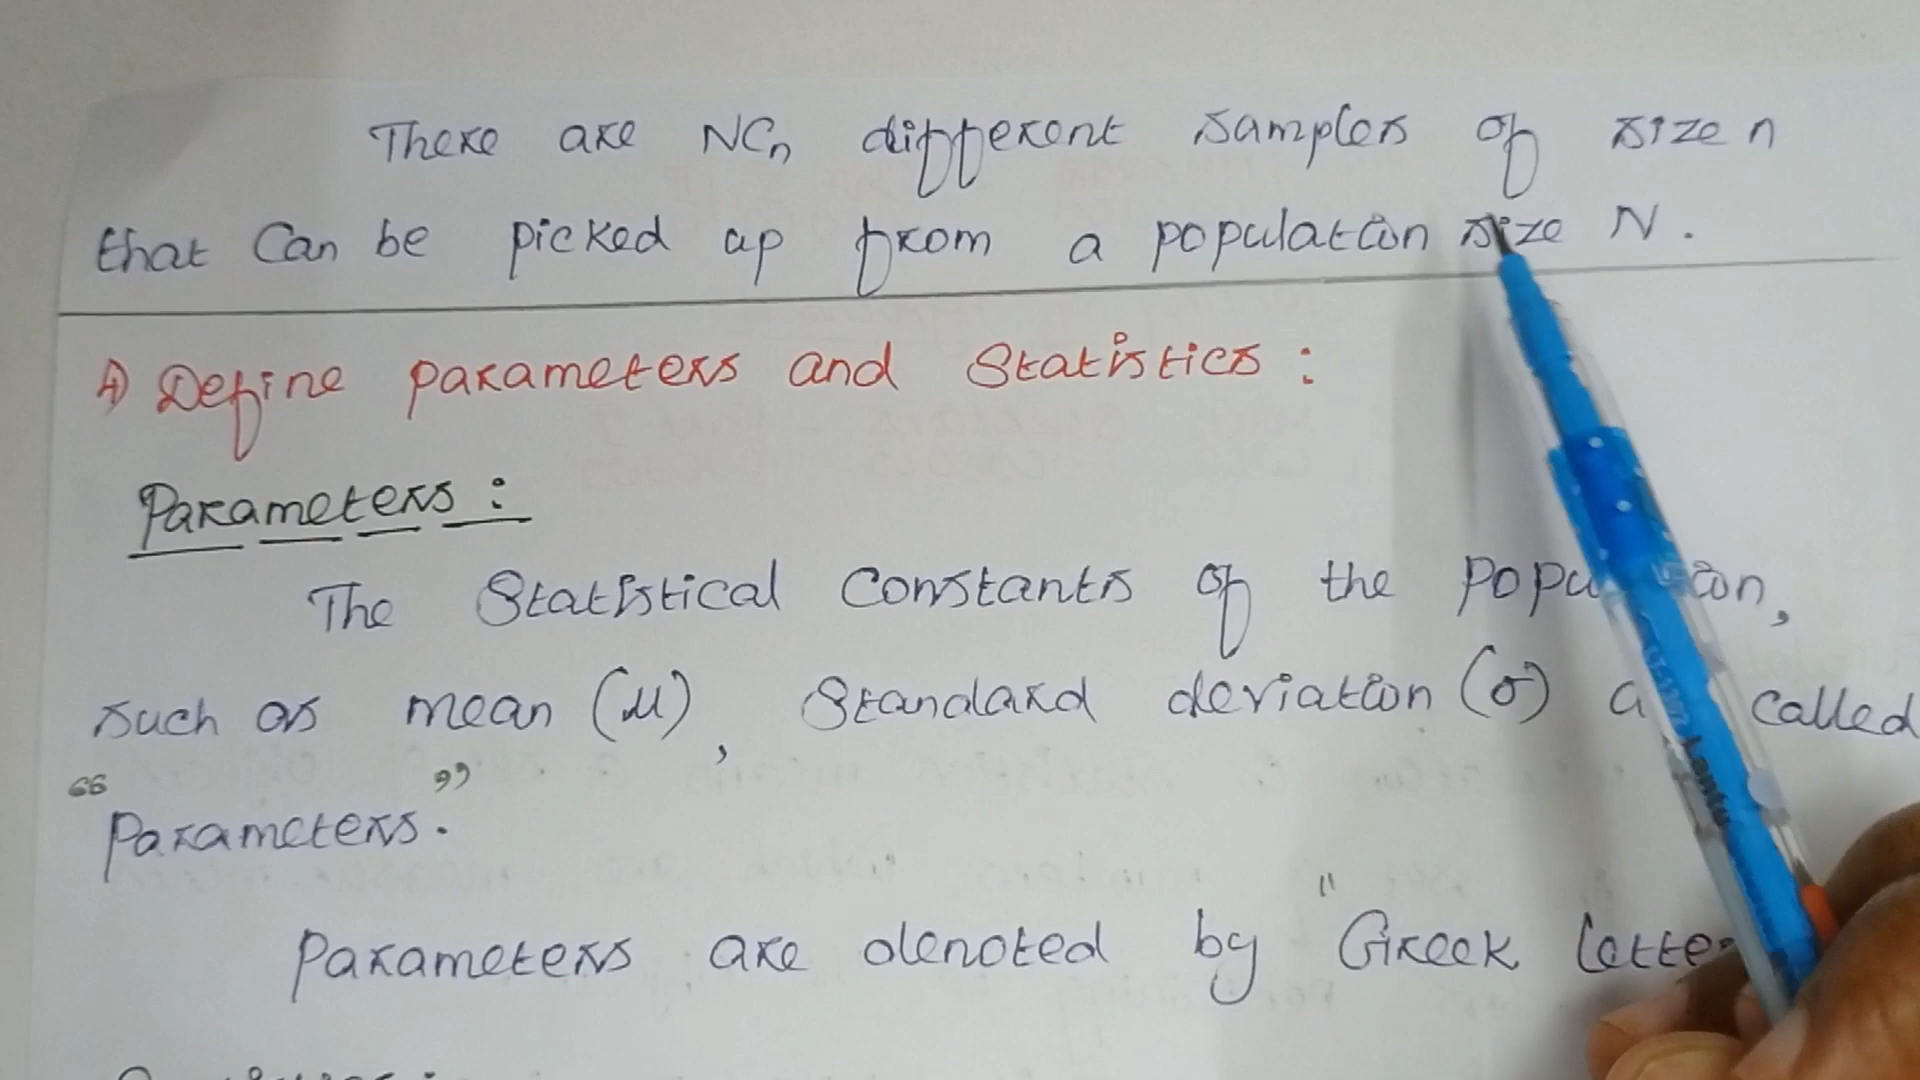 There are NCn different samples of size n
that can be picked up from a population size N.
4) Define parameters and Statistics :
Parameters :
The Statistical Constants of the
such as mean (μ), Standard deviation (σ) called
"Parameters."
Parameters are denoted by "Greek